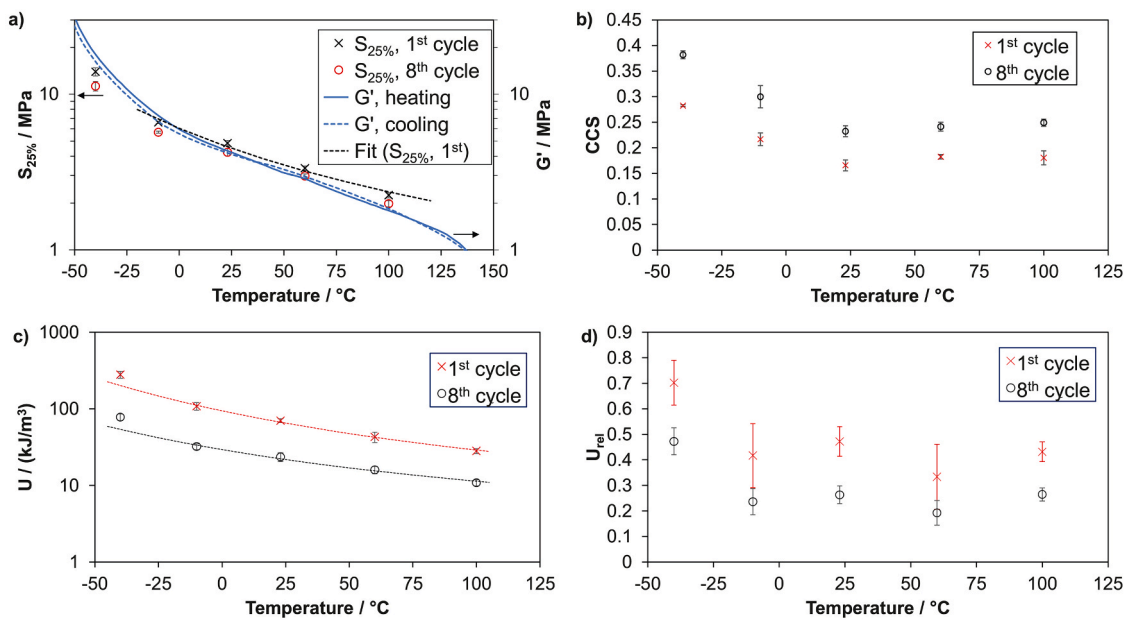 a)
S25%, 1st cycle
S25%, 8th cycle
G', heating
G', cooling
Fit (S25%, 1st)
10
1
10
1
S25% / MPa
G' / MPa
-50 -25 0 25 50 75 100 125 150
Temperature / °C
b)
1st cycle
8th cycle
0.45
0.4
0.35
0.3
0.25
0.2
0.15
0.1
0.05
0
CCS
-50 -25 0 25 50 75 100 125
Temperature / °C
c)
1st cycle
8th cycle
1000
100
10
1
U / (kJ/m³)
-50 -25 0 25 50 75 100 125
Temperature / °C
d)
1st cycle
8th cycle
0.9
0.8
0.7
0.6
0.5
0.4
0.3
0.2
0.1
0
Urel
-50 -25 0 25 50 75 100 125
Temperature / °C